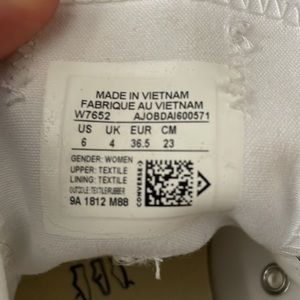 MADE IN VIETNAM
FABRIQUE AU VIETNAM
W7652 AJOBDAI600571
US UK EUR CM
6 4 36.5 23
GENDER: WOMEN
UPPER: TEXTILE
LINING: TEXTILE
OUTSOLE: TEXTILE RUBBER
9A 1812 M88
CONVERSE